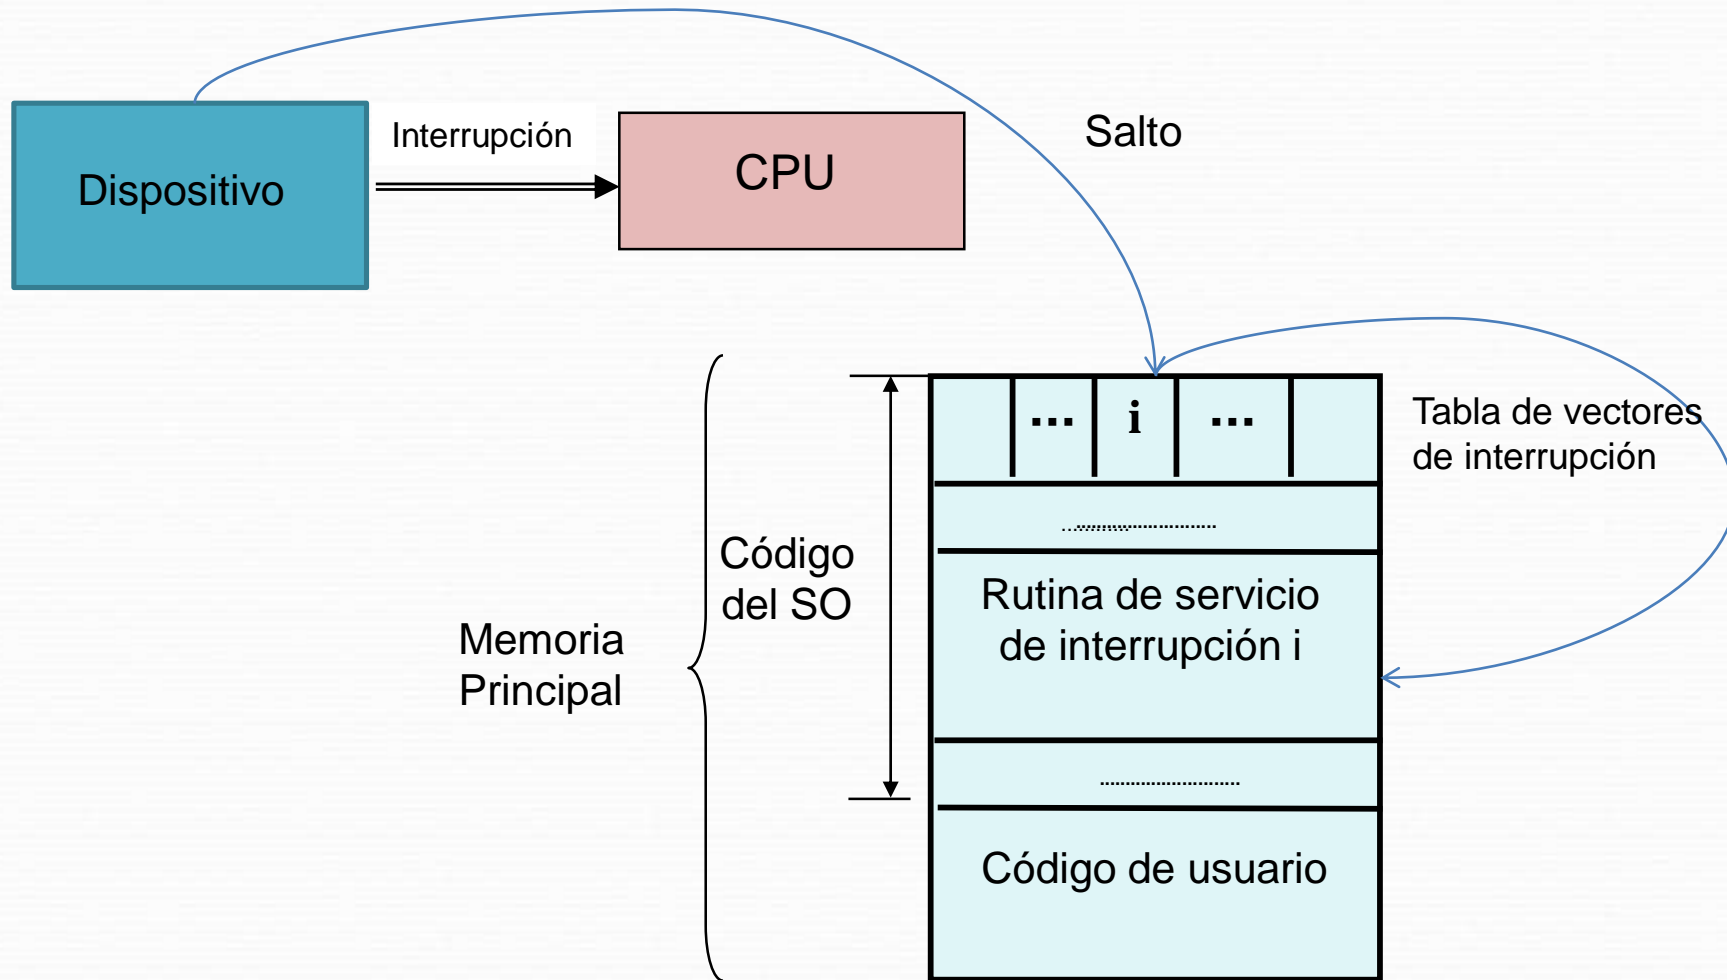 Interrupción
Dispositivo
CPU
Salto
... i ...
Tabla de vectores
de interrupción
Código
del SO
Memoria
Principal
Rutina de servicio
de interrupción i
Código de usuario